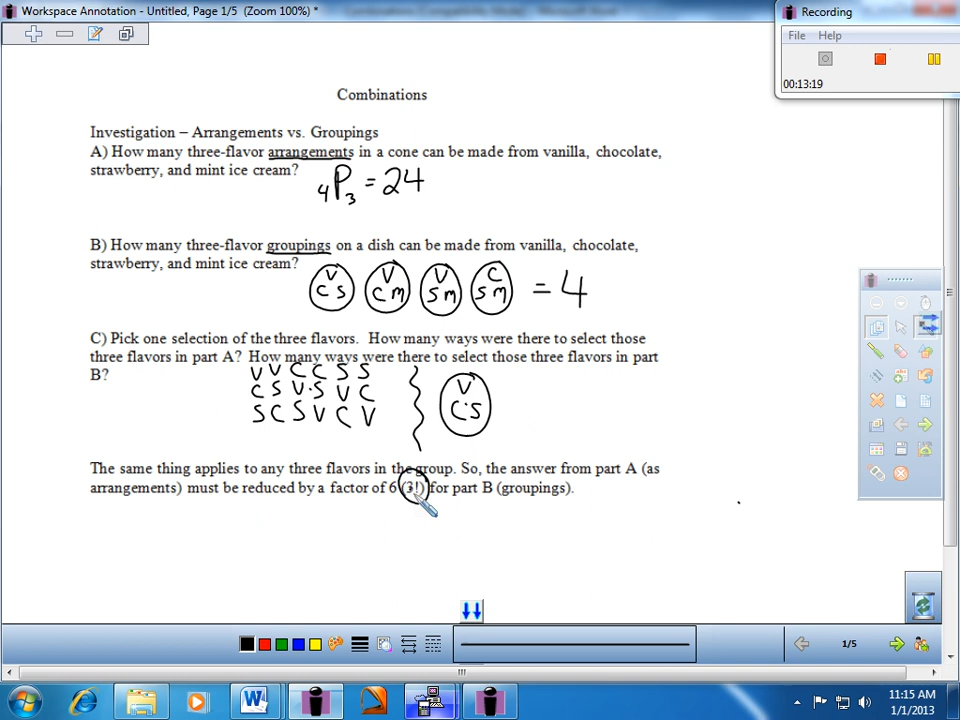 Workspace Annotation - Untitled, Page 1/5 (Zoom 100%) *
Recording
File Help
00:13:19
Combinations
Investigation – Arrangements vs. Groupings
A) How many three-flavor arrangements in a cone can be made from vanilla, chocolate,
strawberry, and mint ice cream?
4P3 = 24
B) How many three-flavor groupings on a dish can be made from vanilla, chocolate,
strawberry, and mint ice cream?
V V V C
C S C m S m S m = 4
C) Pick one selection of the three flavors. How many ways were there to select those
three flavors in part A? How many ways were there to select those three flavors in part
B?
V V C C S S
C S V S V C V
S C S V C V C S
The same thing applies to any three flavors in the group. So, the answer from part A (as
arrangements) must be reduced by a factor of 6 (3!) for part B (groupings).
1/5
11:15 AM
1/1/2013